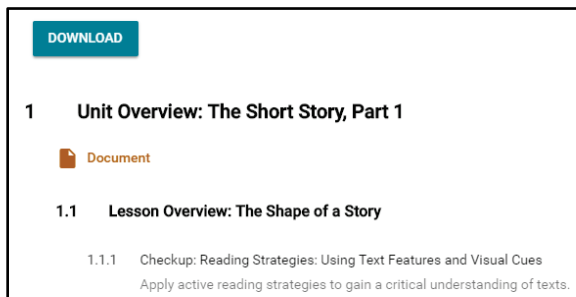 DOWNLOAD
1 Unit Overview: The Short Story, Part 1
Document
1.1 Lesson Overview: The Shape of a Story
1.1.1 Checkup: Reading Strategies: Using Text Features and Visual Cues
Apply active reading strategies to gain a critical understanding of texts.